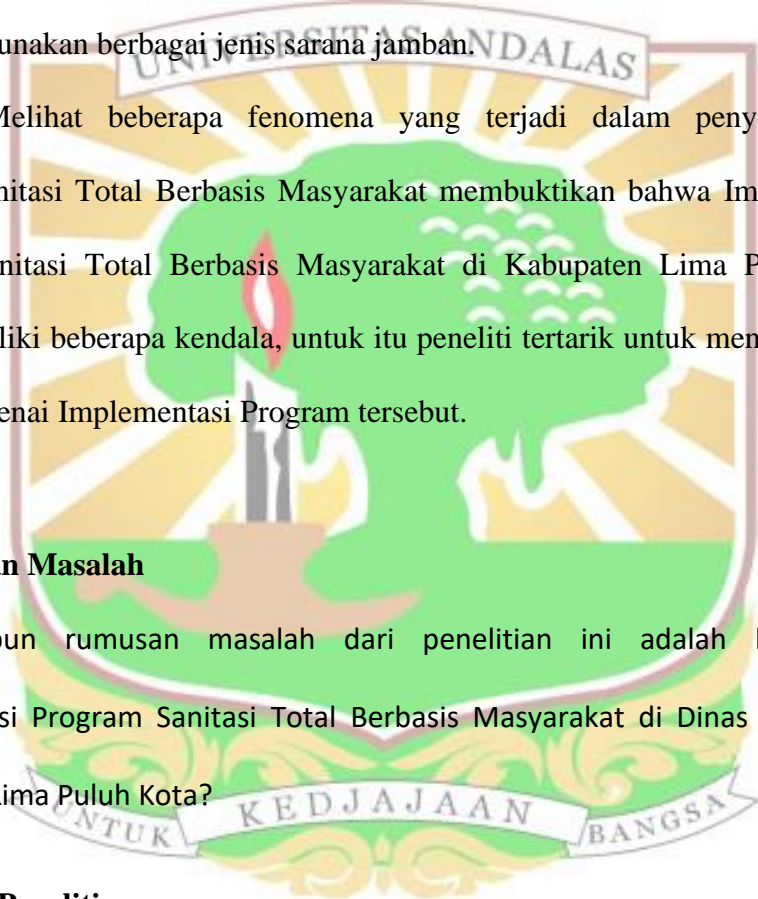 unakan berbagai jenis sarana jamban.
UNIVERSITAS ANDALAS
Melihat beberapa fenomena yang terjadi dalam peny
nitasi Total Berbasis Masyarakat membuktikan bahwa Im
anitasi Total Berbasis Masyarakat di Kabupaten Lima P
liki beberapa kendala, untuk itu peneliti tertarik untuk men
enai Implementasi Program tersebut.
n Masalah
pun rumusan masalah dari penelitian ini adalah
si Program Sanitasi Total Berbasis Masyarakat di Dinas
Lima Puluh Kota?
UNTUK KEDJAJAAN BANGSA